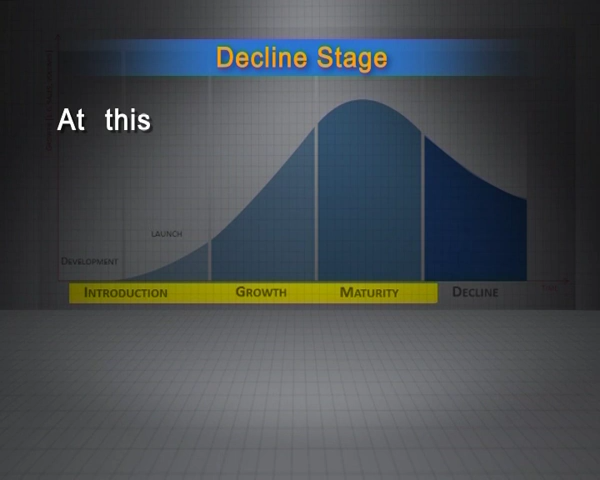 Decline Stage
At this
LAUNCH
DEVELOPMENT
INTRODUCTION GROWTH MATURITY DECLINE